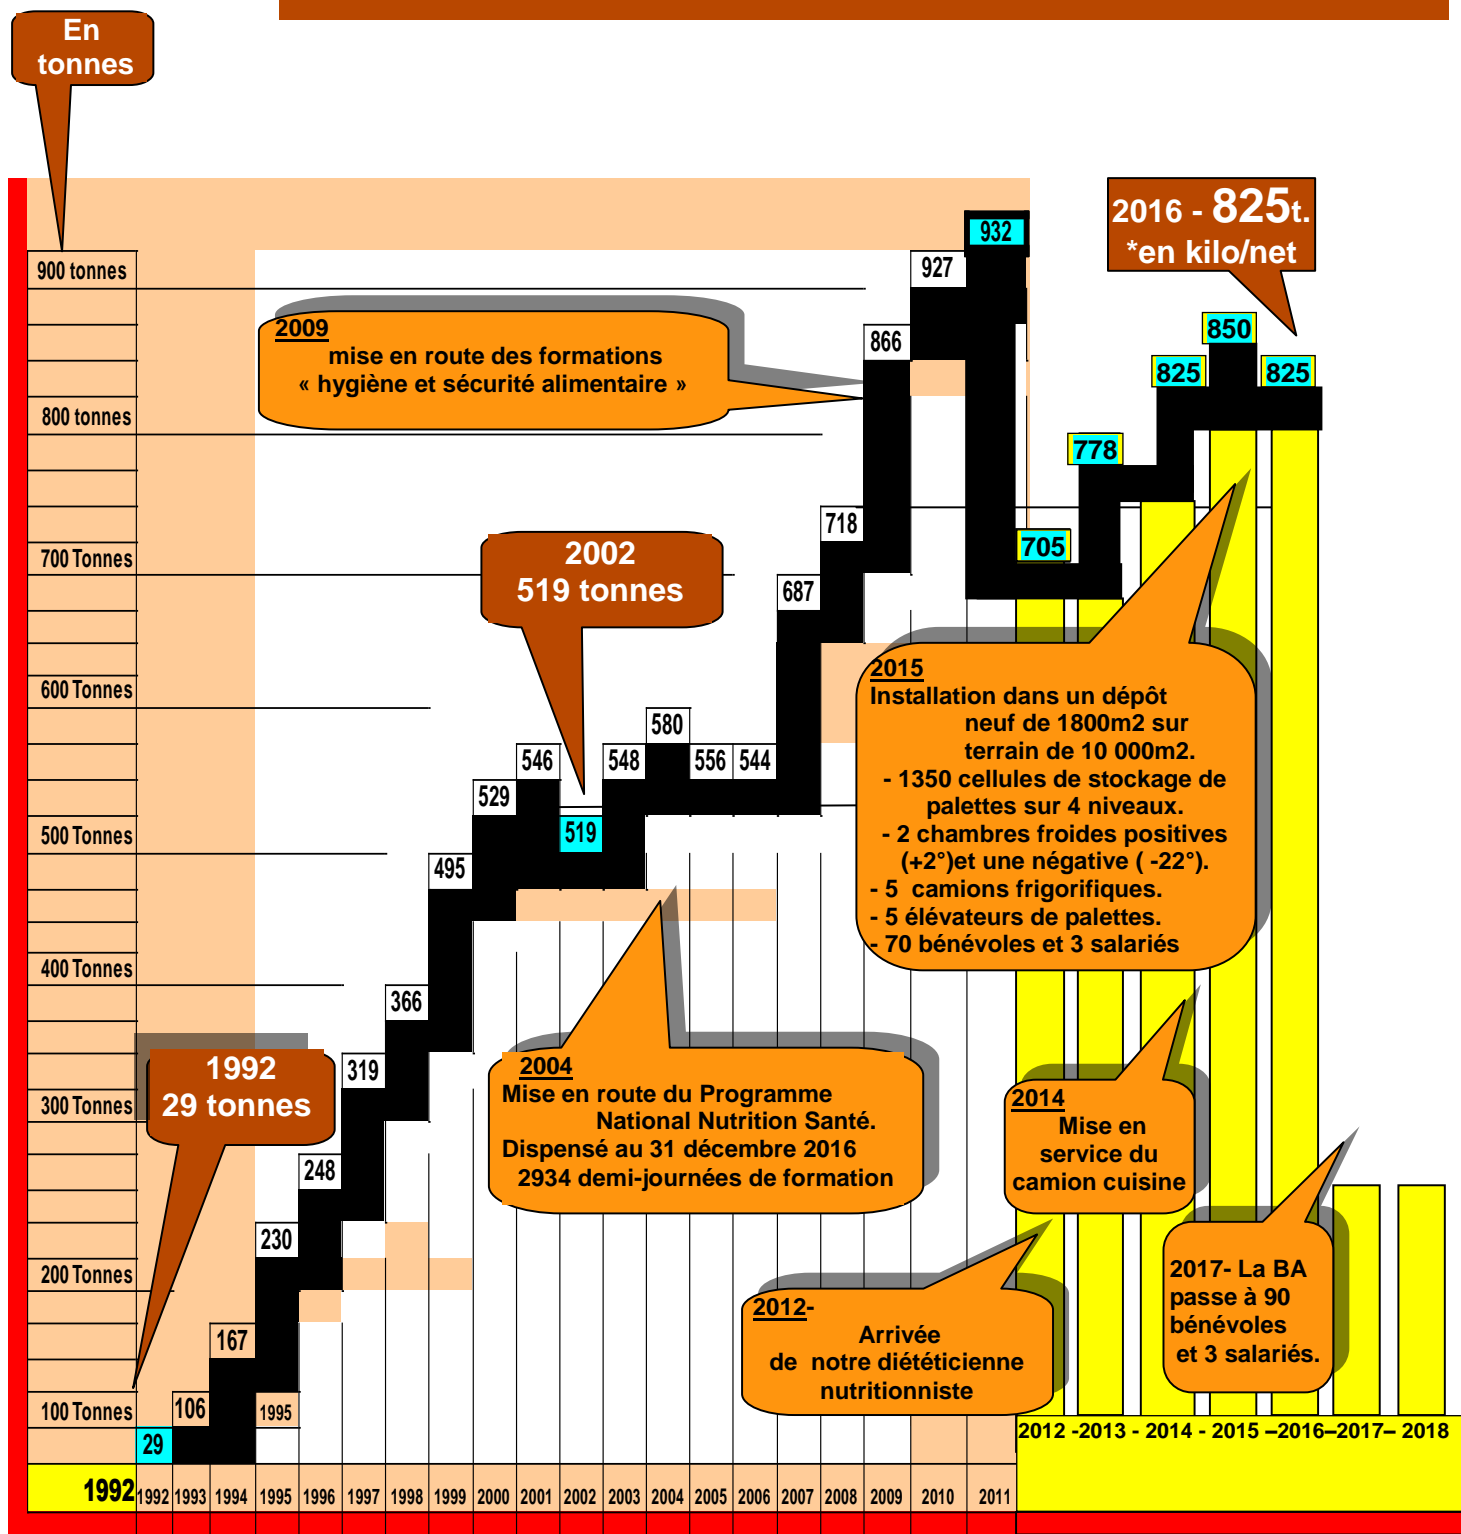 En
tonnes
2016 - 825t.
*en kilo/net
932
927
900 tonnes
2009
mise en route des formations
« hygiène et sécurité alimentaire »
866
850
825
825
800 tonnes
778
718
705
2002
519 tonnes
700 Tonnes
687
600 Tonnes
580
546
548
556
544
529
519
500 Tonnes
495
2015
Installation dans un dépôt
neuf de 1800m2 sur
terrain de 10 000m2.
- 1350 cellules de stockage de
palettes sur 4 niveaux.
- 2 chambres froides positives
(+2°)et une négative ( -22°).
- 5 camions frigorifiques.
- 5 élévateurs de palettes.
- 70 bénévoles et 3 salariés
400 Tonnes
366
319
1992
29 tonnes
300 Tonnes
2004
Mise en route du Programme
National Nutrition Santé.
Dispensé au 31 décembre 2016
2934 demi-journées de formation
2014
Mise en
service du
camion cuisine
248
230
200 Tonnes
2012-
Arrivée
de notre diététicienne
nutritionniste
2017- La BA
passe à 90
bénévoles
et 3 salariés.
167
100 Tonnes
106
1995
29
2012 -2013 - 2014 - 2015 –2016–2017– 2018
1992 1992 1993 1994 1995 1996 1997 1998 1999 2000 2001 2002 2003 2004 2005 2006 2007 2008 2009 2010 2011